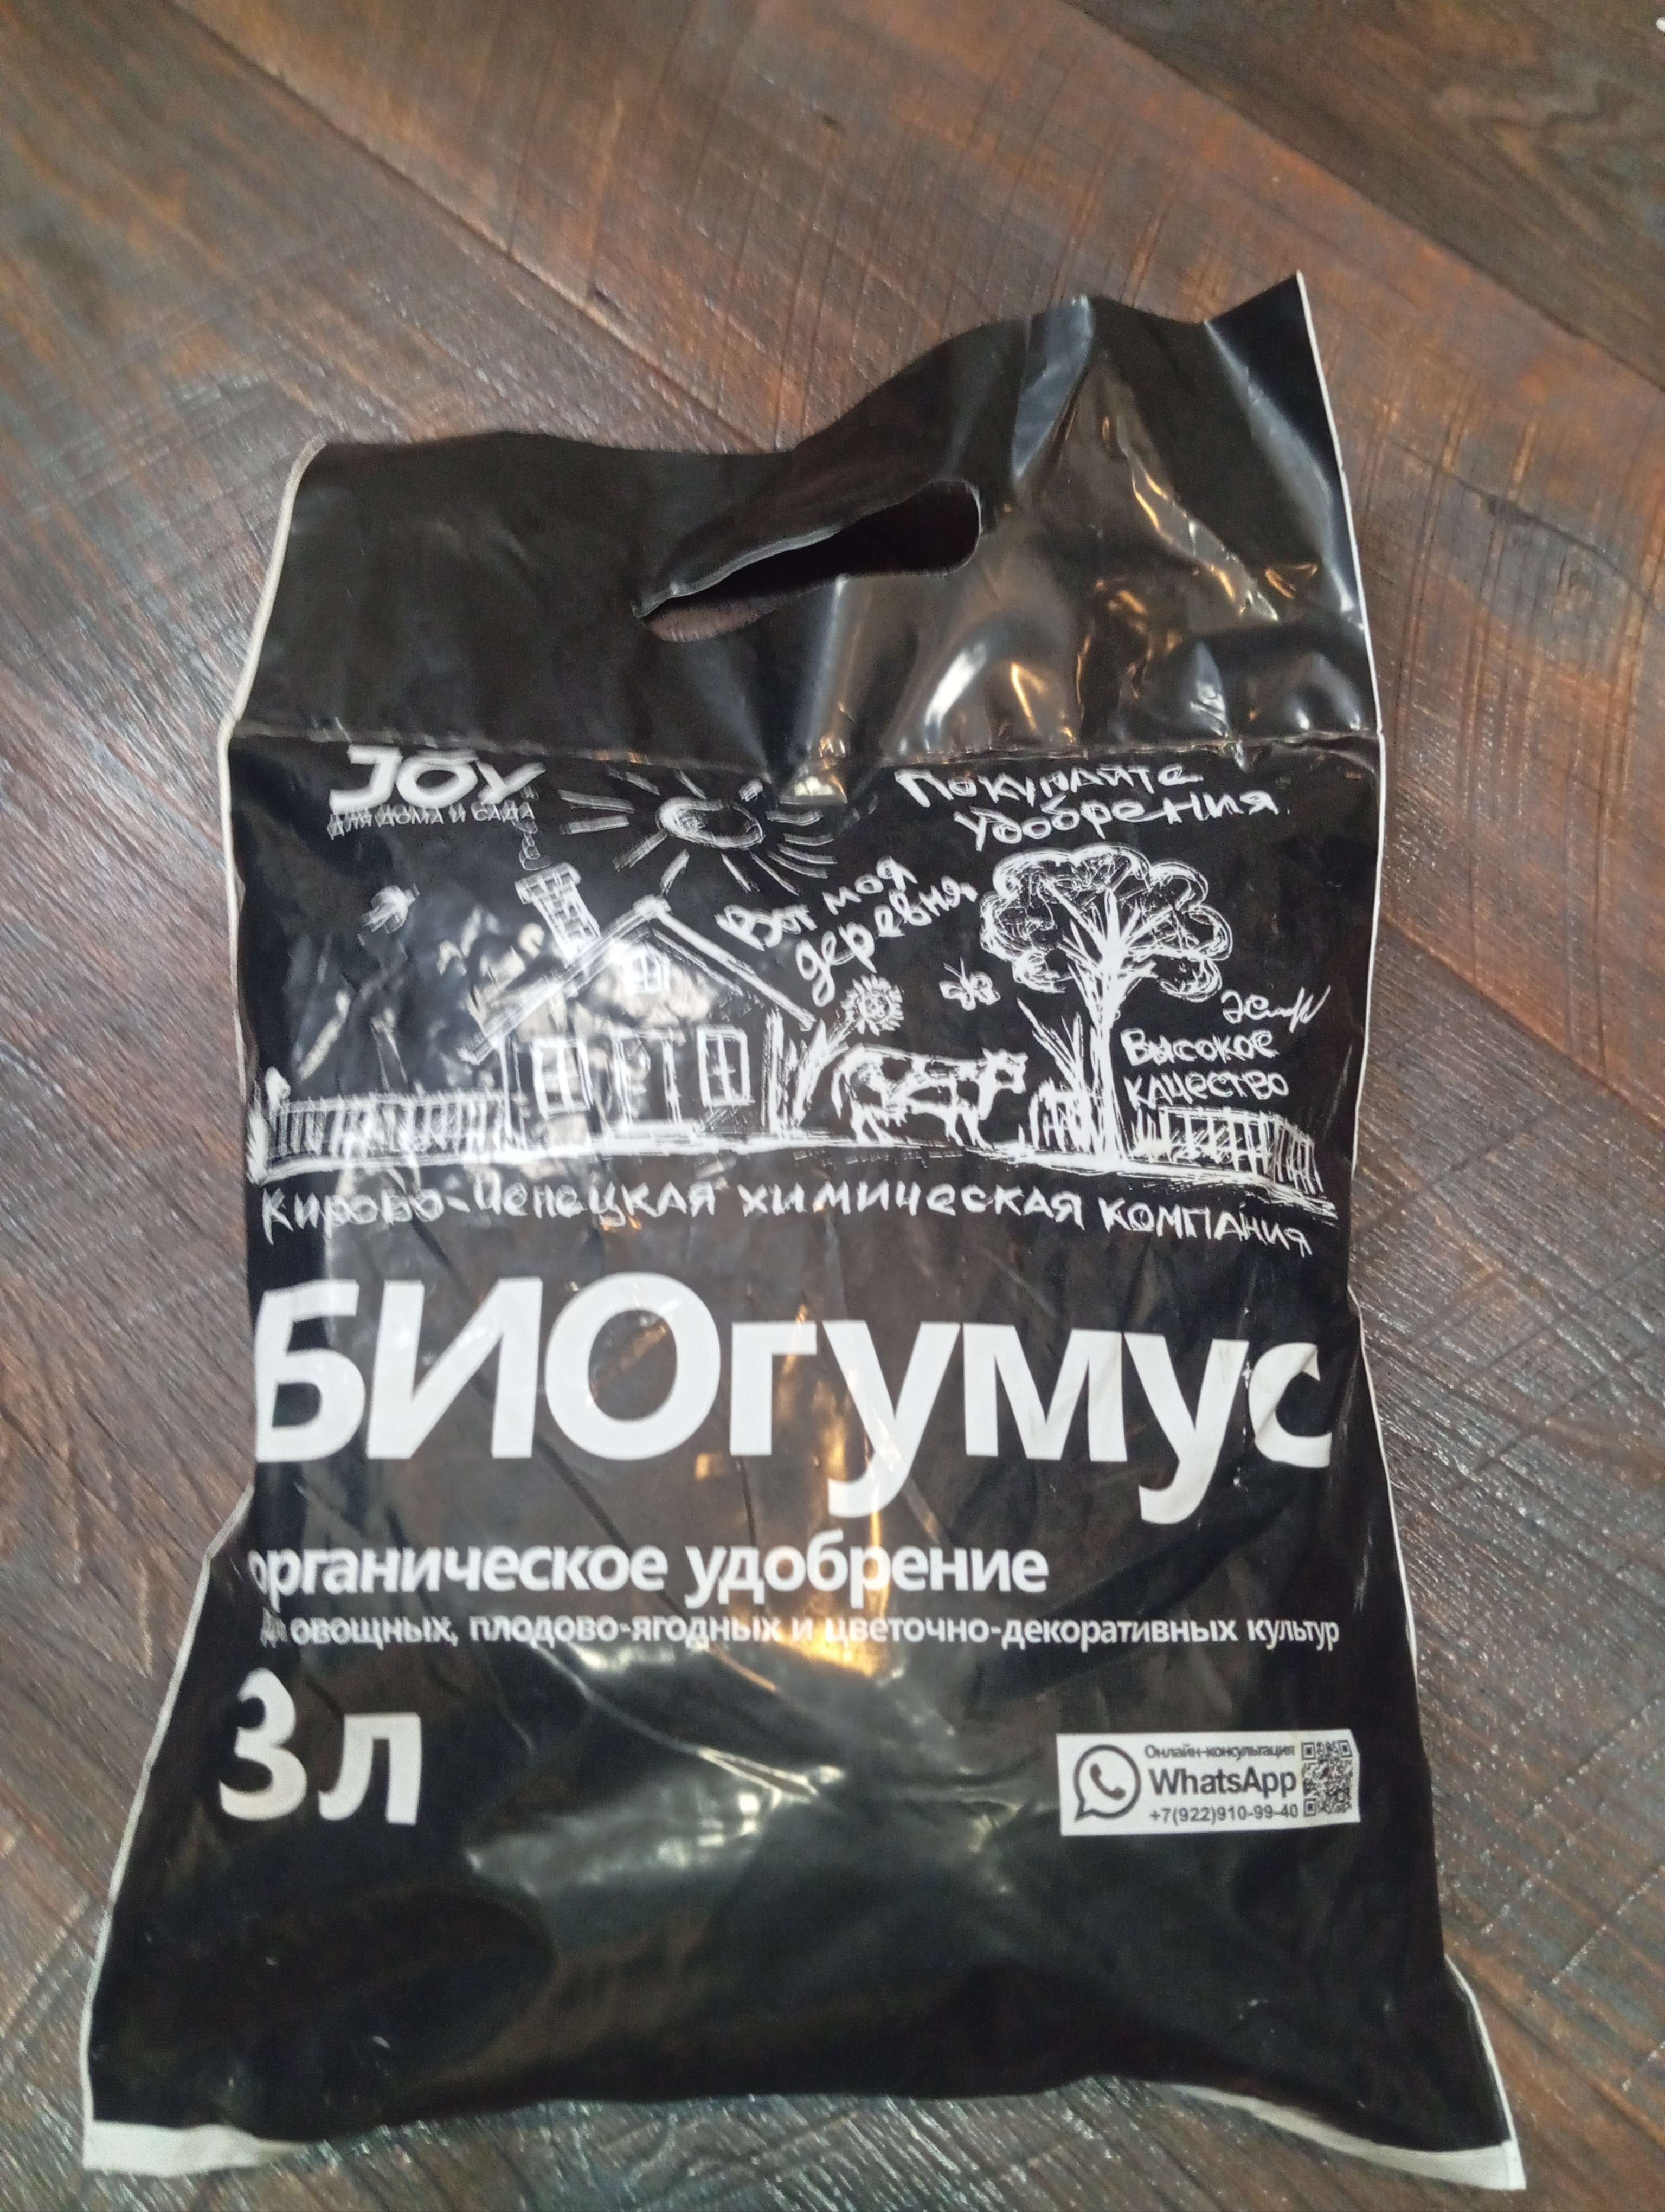 JOY
ДЛЯ ДОМА И САДА
Покупайте
удобрения
Вот моя
деревня
Высокое
качество
Кирово-Чепецкая химическая компания
БИОгумус
органическое удобрение
овощных, плодово-ягодных и цветочно-декоративных культур
3 л
Онлайн-консультация
WhatsApp
+7(922)910-99-40